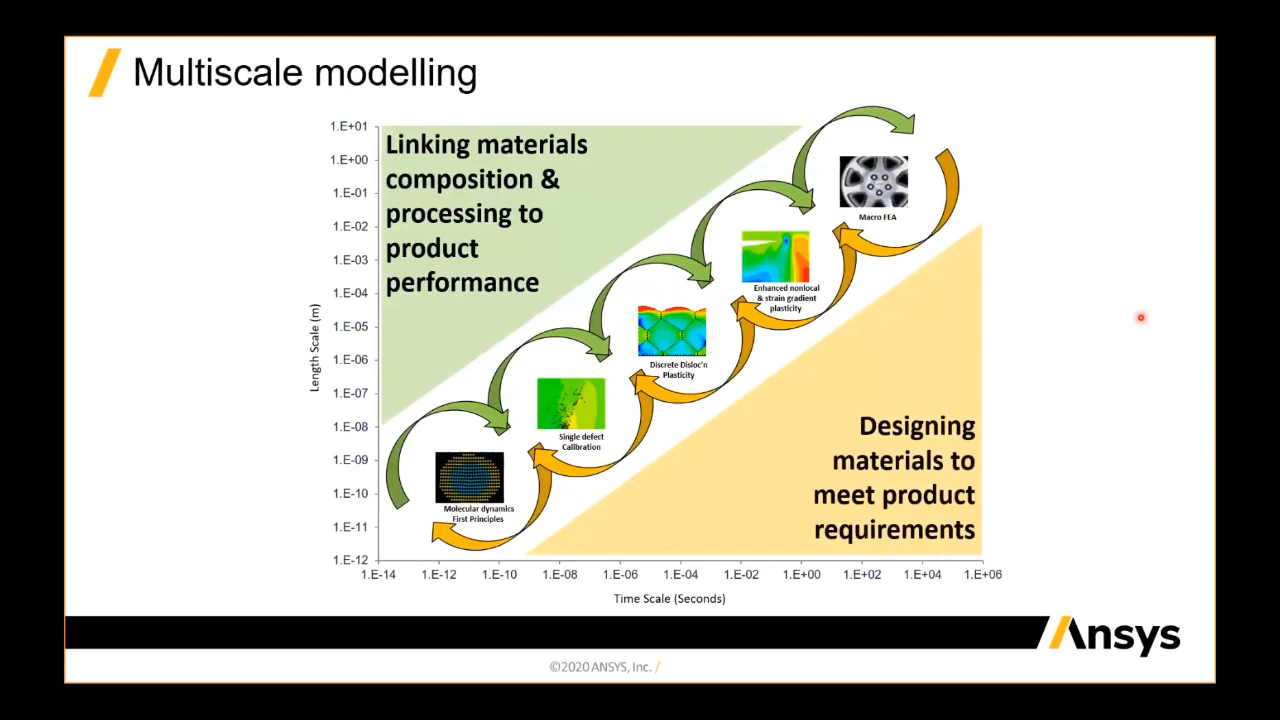 Multiscale modelling
1.E+01
1.E+00
1.E-01
1.E-02
1.E-03
1.E-04
1.E-05
1.E-06
1.E-07
1.E-08
1.E-09
1.E-10
1.E-11
1.E-12
Length Scale (m)
Linking materials
composition &
processing to
product
performance
Macro FEA
Enhanced nonlocal
& strain gradient
plasticity
Discrete Disloc'n
Plasticity
Single defect
Calibration
Molecular dynamics
First Principles
Designing
materials to
meet product
requirements
1.E-14 1.E-12 1.E-10 1.E-08 1.E-06 1.E-04 1.E-02 1.E+00 1.E+02 1.E+04 1.E+06
Time Scale (Seconds)
Ansys
©2020 ANSYS, Inc. /